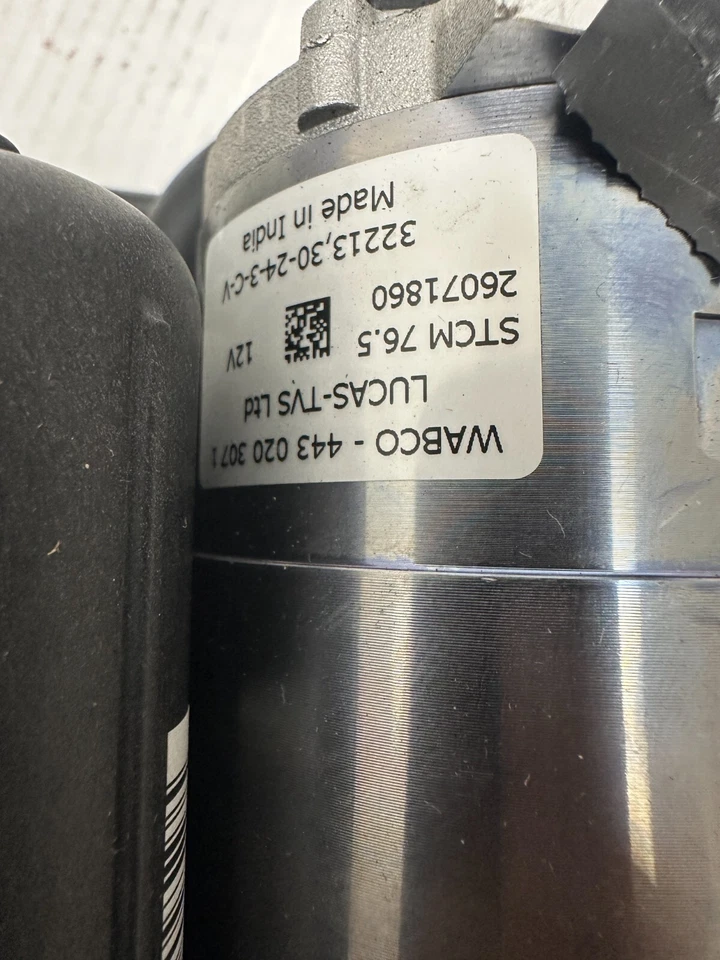 WABCO - 443 020 307 1
LUCAS-TVS Ltd
STCM 76.5 12V
26071860
32213,30-24-3-C-V
Made in India